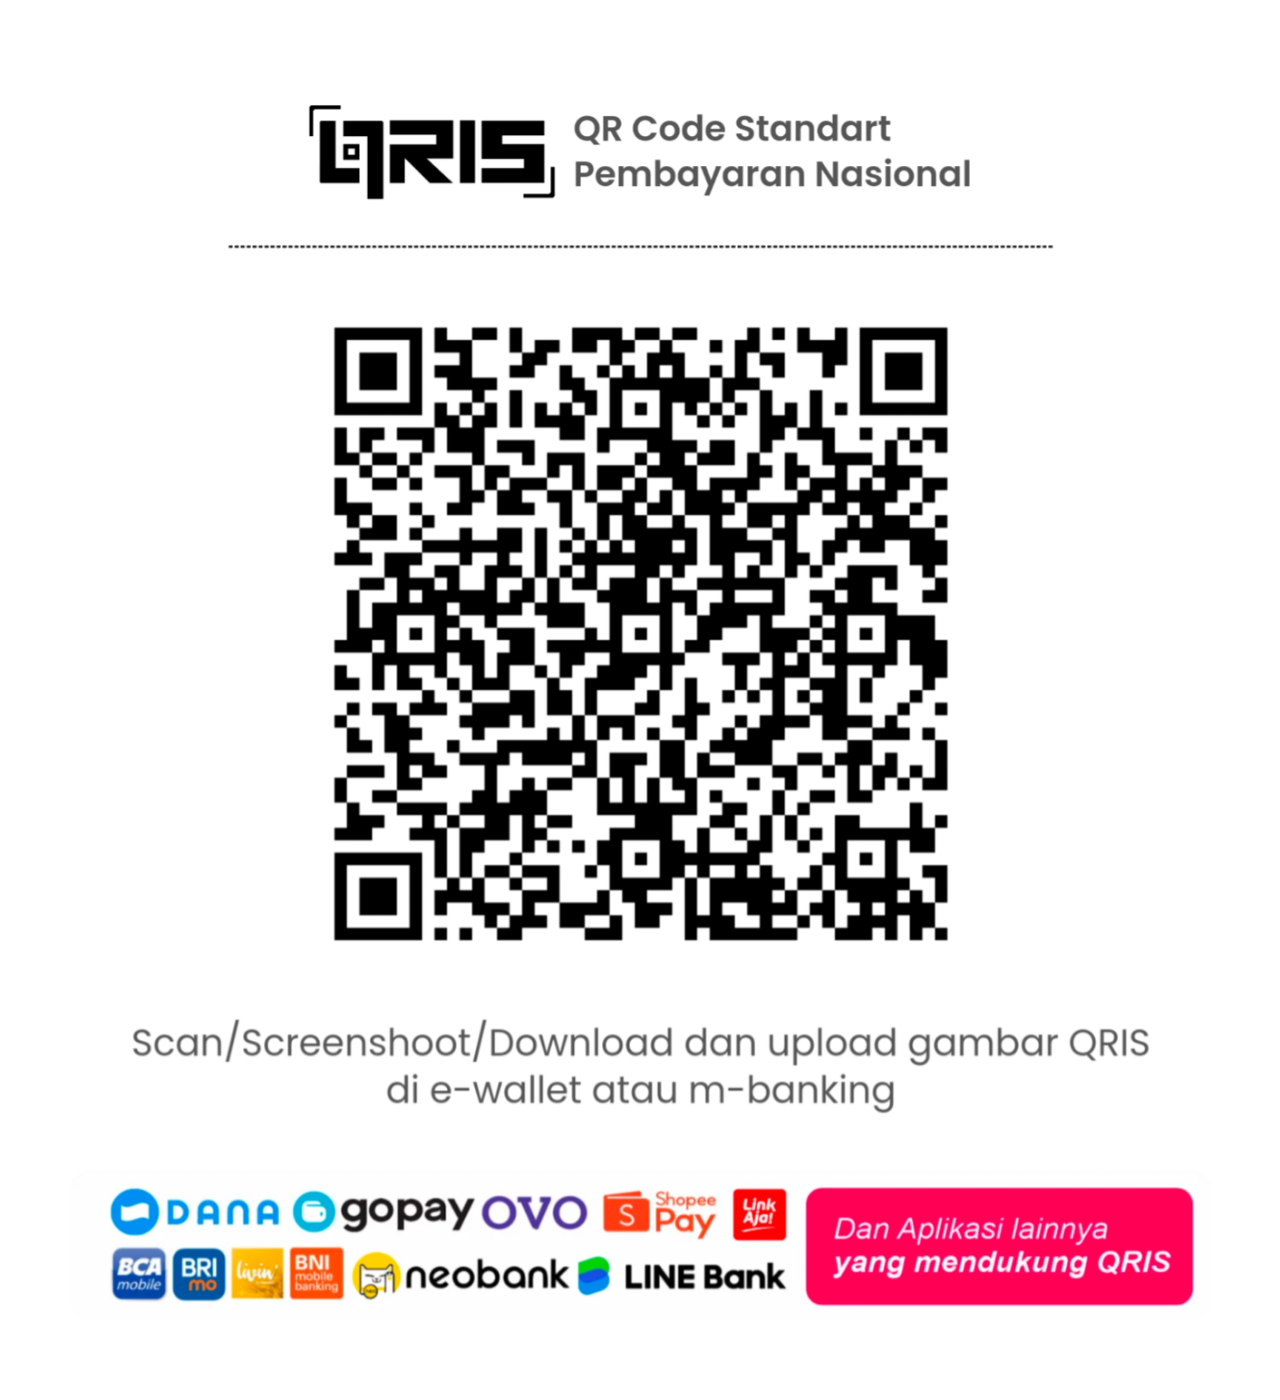 QRIS
QR Code Standart
Pembayaran Nasional
Scan/Screenshoot/Download dan upload gambar QRIS
di e-wallet atau m-banking
DANA gopay OVO S Shopee Pay Link Aja!
BCA mobile BRI mo livin' BNI mobile banking neobank LINE Bank
Dan Aplikasi lainnya
yang mendukung QRIS